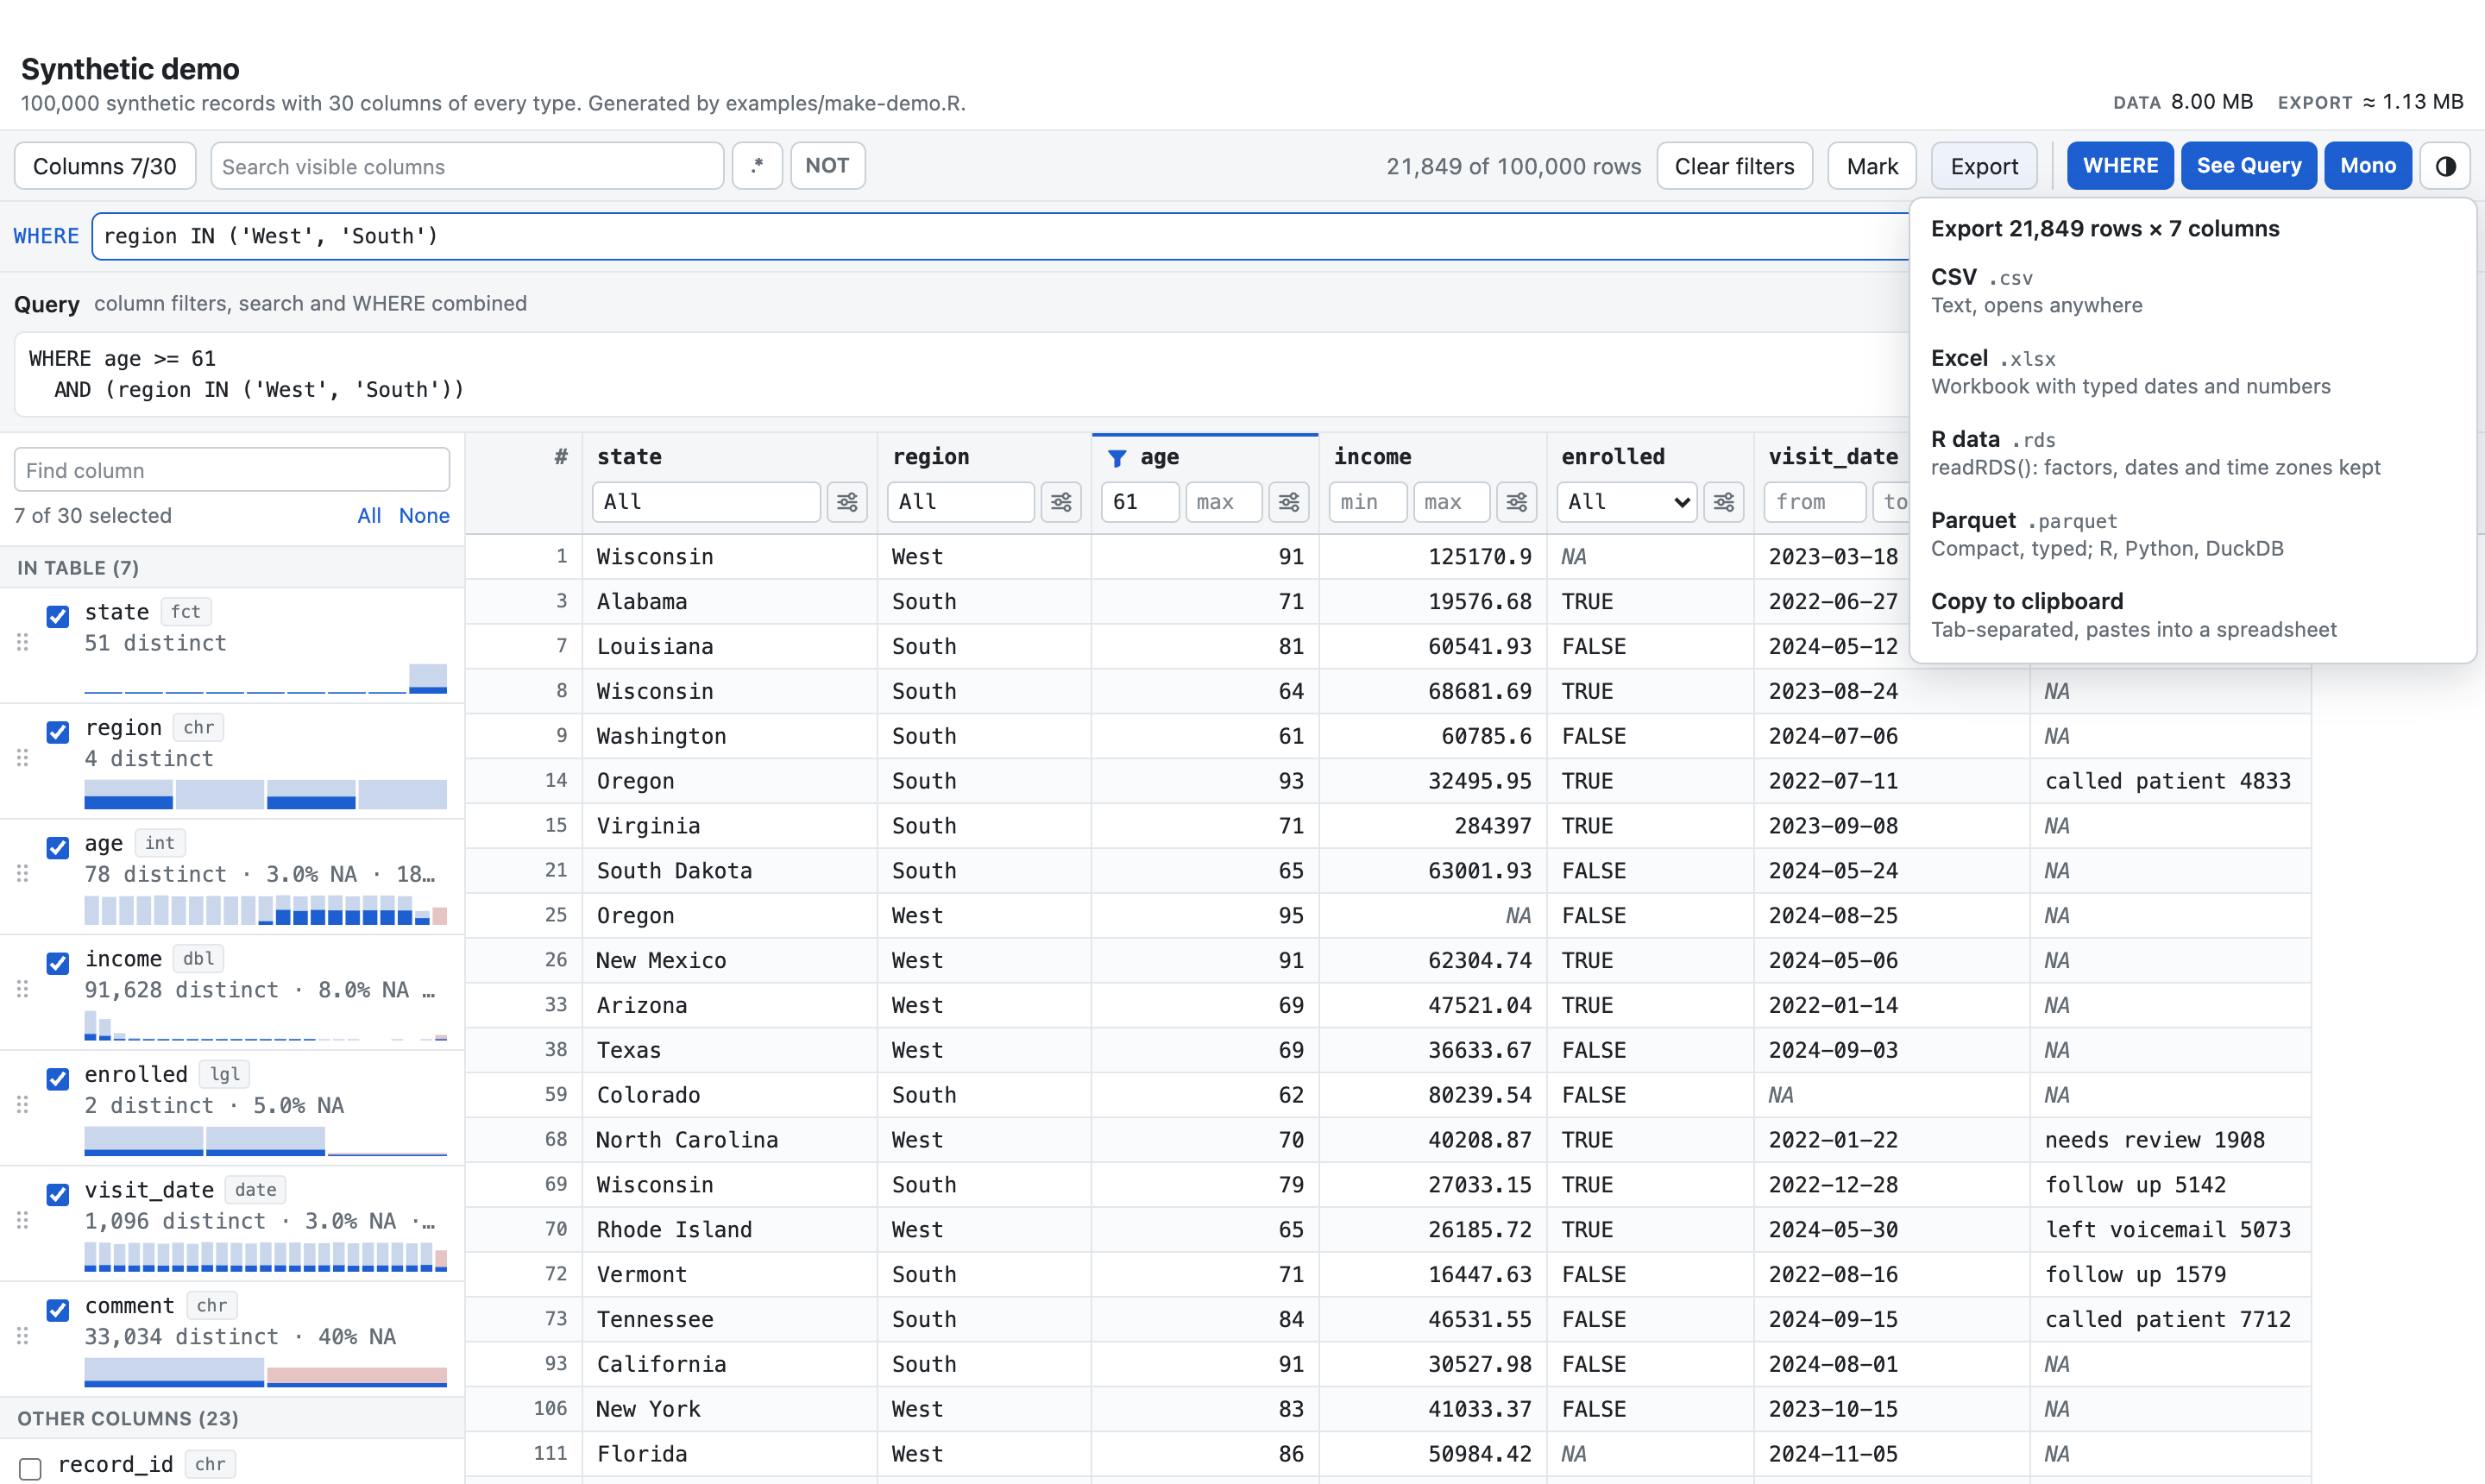 Synthetic demo
100,000 synthetic records with 30 columns of every type. Generated by examples/make-demo.R.
DATA 8.00 MB EXPORT ≈ 1.13 MB
Columns 7/30 Search visible columns .* NOT 21,849 of 100,000 rows Clear filters Mark Export WHERE See Query Mono
WHERE region IN ('West', 'South')
Query column filters, search and WHERE combined
WHERE age >= 61
AND (region IN ('West', 'South'))
Export 21,849 rows × 7 columns
CSV .csv
Text, opens anywhere
Excel .xlsx
Workbook with typed dates and numbers
R data .rds
readRDS(): factors, dates and time zones kept
Parquet .parquet
Compact, typed; R, Python, DuckDB
Copy to clipboard
Tab-separated, pastes into a spreadsheet
Find column
7 of 30 selected All None
IN TABLE (7)
state fct
51 distinct
region chr
4 distinct
age int
78 distinct · 3.0% NA · 18…
income dbl
91,628 distinct · 8.0% NA …
enrolled lgl
2 distinct · 5.0% NA
visit_date date
1,096 distinct · 3.0% NA ·…
comment chr
33,034 distinct · 40% NA
OTHER COLUMNS (23)
record_id chr
# state region age income enrolled visit_date
All All 61 max min max All from to
1 Wisconsin West 91 125170.9 NA 2023-03-18
3 Alabama South 71 19576.68 TRUE 2022-06-27
7 Louisiana South 81 60541.93 FALSE 2024-05-12
8 Wisconsin South 64 68681.69 TRUE 2023-08-24 NA
9 Washington South 61 60785.6 FALSE 2024-07-06 NA
14 Oregon South 93 32495.95 TRUE 2022-07-11 called patient 4833
15 Virginia South 71 284397 TRUE 2023-09-08 NA
21 South Dakota South 65 63001.93 FALSE 2024-05-24 NA
25 Oregon West 95 NA FALSE 2024-08-25 NA
26 New Mexico West 91 62304.74 TRUE 2024-05-06 NA
33 Arizona West 69 47521.04 TRUE 2022-01-14 NA
38 Texas West 69 36633.67 FALSE 2024-09-03 NA
59 Colorado South 62 80239.54 FALSE NA NA
68 North Carolina West 70 40208.87 TRUE 2022-01-22 needs review 1908
69 Wisconsin South 79 27033.15 TRUE 2022-12-28 follow up 5142
70 Rhode Island West 65 26185.72 TRUE 2024-05-30 left voicemail 5073
72 Vermont South 71 16447.63 FALSE 2022-08-16 follow up 1579
73 Tennessee South 84 46531.55 FALSE 2024-09-15 called patient 7712
93 California South 91 30527.98 FALSE 2024-08-01 NA
106 New York West 83 41033.37 FALSE 2023-10-15 NA
111 Florida West 86 50984.42 NA 2024-11-05 NA